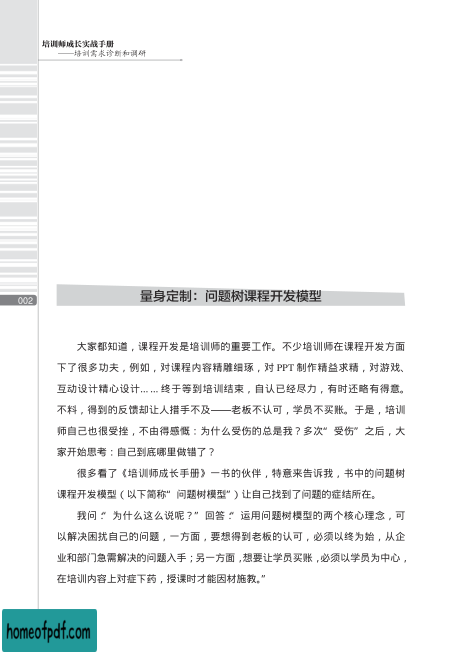 培训师成长实战手册
——培训需求诊断和调研
002
量身定制：问题树课程开发模型
大家都知道，课程开发是培训师的重要工作。不少培训师在课程开发方面
下了很多功夫，例如，对课程内容精雕细琢，对 PPT 制作精益求精，对游戏、
互动设计精心设计……终于等到培训结束，自认已经尽力，有时还略有得意。
不料，得到的反馈却让人措手不及——老板不认可，学员不买账。于是，培训
师自己也很受挫，不由得感慨：为什么受伤的总是我？多次“受伤”之后，大
家开始思考：自己到底哪里做错了？
很多看了《培训师成长手册》一书的伙伴，特意来告诉我，书中的问题树
课程开发模型（以下简称“问题树模型”）让自己找到了问题的症结所在。
我问：“为什么这么说呢？”回答：“运用问题树模型的两个核心理念，可
以解决困扰自己的问题，一方面，要想得到老板的认可，必须以终为始，从企
业和部门急需解决的问题入手；另一方面，想要让学员买账，必须以学员为中心，
在培训内容上对症下药，授课时才能因材施教。”
homeofpdf.com